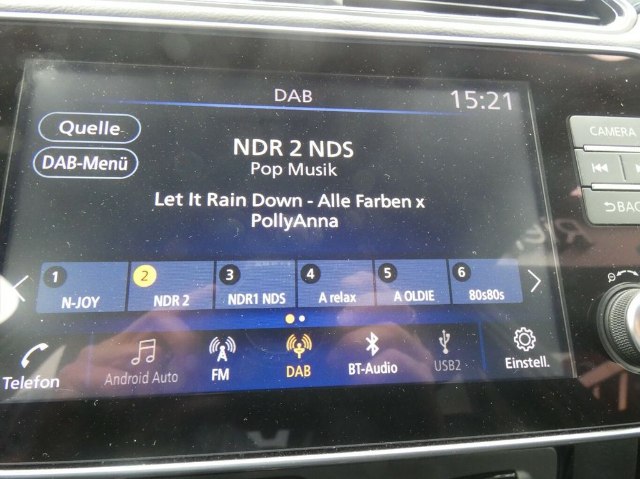 DAB
15:21
Quelle
DAB-Menü
NDR 2 NDS
Pop Musik
Let It Rain Down - Alle Farben x
PollyAnna
1
2
3
4
5
6
N-JOY
NDR 2
NDR1 NDS
A relax
A OLDIE
80s80s
Telefon
Android Auto
FM
DAB
BT-Audio
USB2
Einstell.
CAMERA
BAC